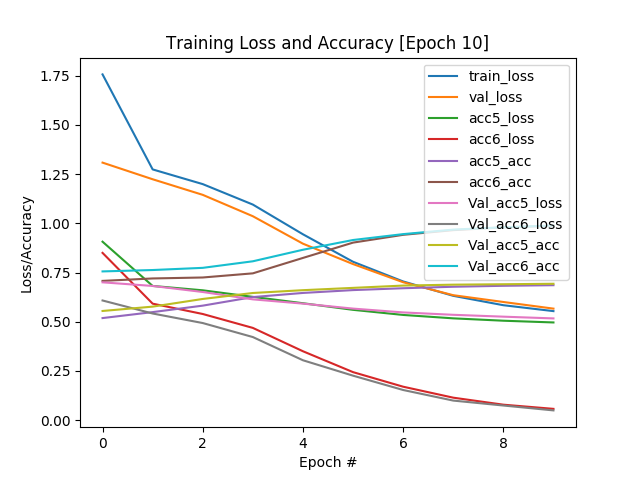 Training Loss and Accuracy [Epoch 10]
Loss/Accuracy
1.75
1.50
1.25
1.00
0.75
0.50
0.25
0.00
train_loss
val_loss
acc5_loss
acc6_loss
acc5_acc
acc6_acc
Val_acc5_loss
Val_acc6_loss
Val_acc5_acc
Val_acc6_acc
0 2 4 6 8
Epoch #